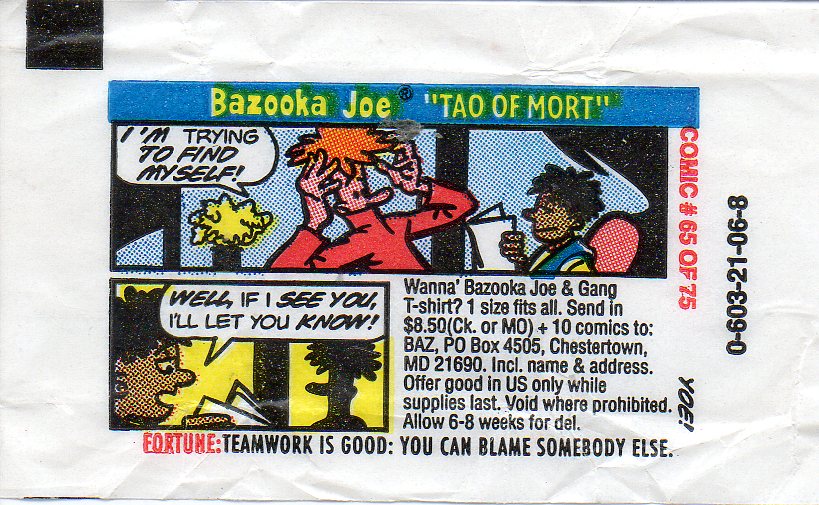 Bazooka Joe® "TAO OF MORT"
I'M TRYING
TO FIND
MYSELF!
COMIC # 65 OF 75
0-603-21-06-8
WELL, IF I SEE YOU,
I'LL LET YOU KNOW!
Wanna' Bazooka Joe & Gang
T-shirt? 1 size fits all. Send in
$8.50(Ck. or MO) + 10 comics to:
BAZ, PO Box 4505, Chestertown,
MD 21690. Incl. name & address.
Offer good in US only while
supplies last. Void where prohibited.
Allow 6-8 weeks for del.
YOE!
FORTUNE: TEAMWORK IS GOOD: YOU CAN BLAME SOMEBODY ELSE.